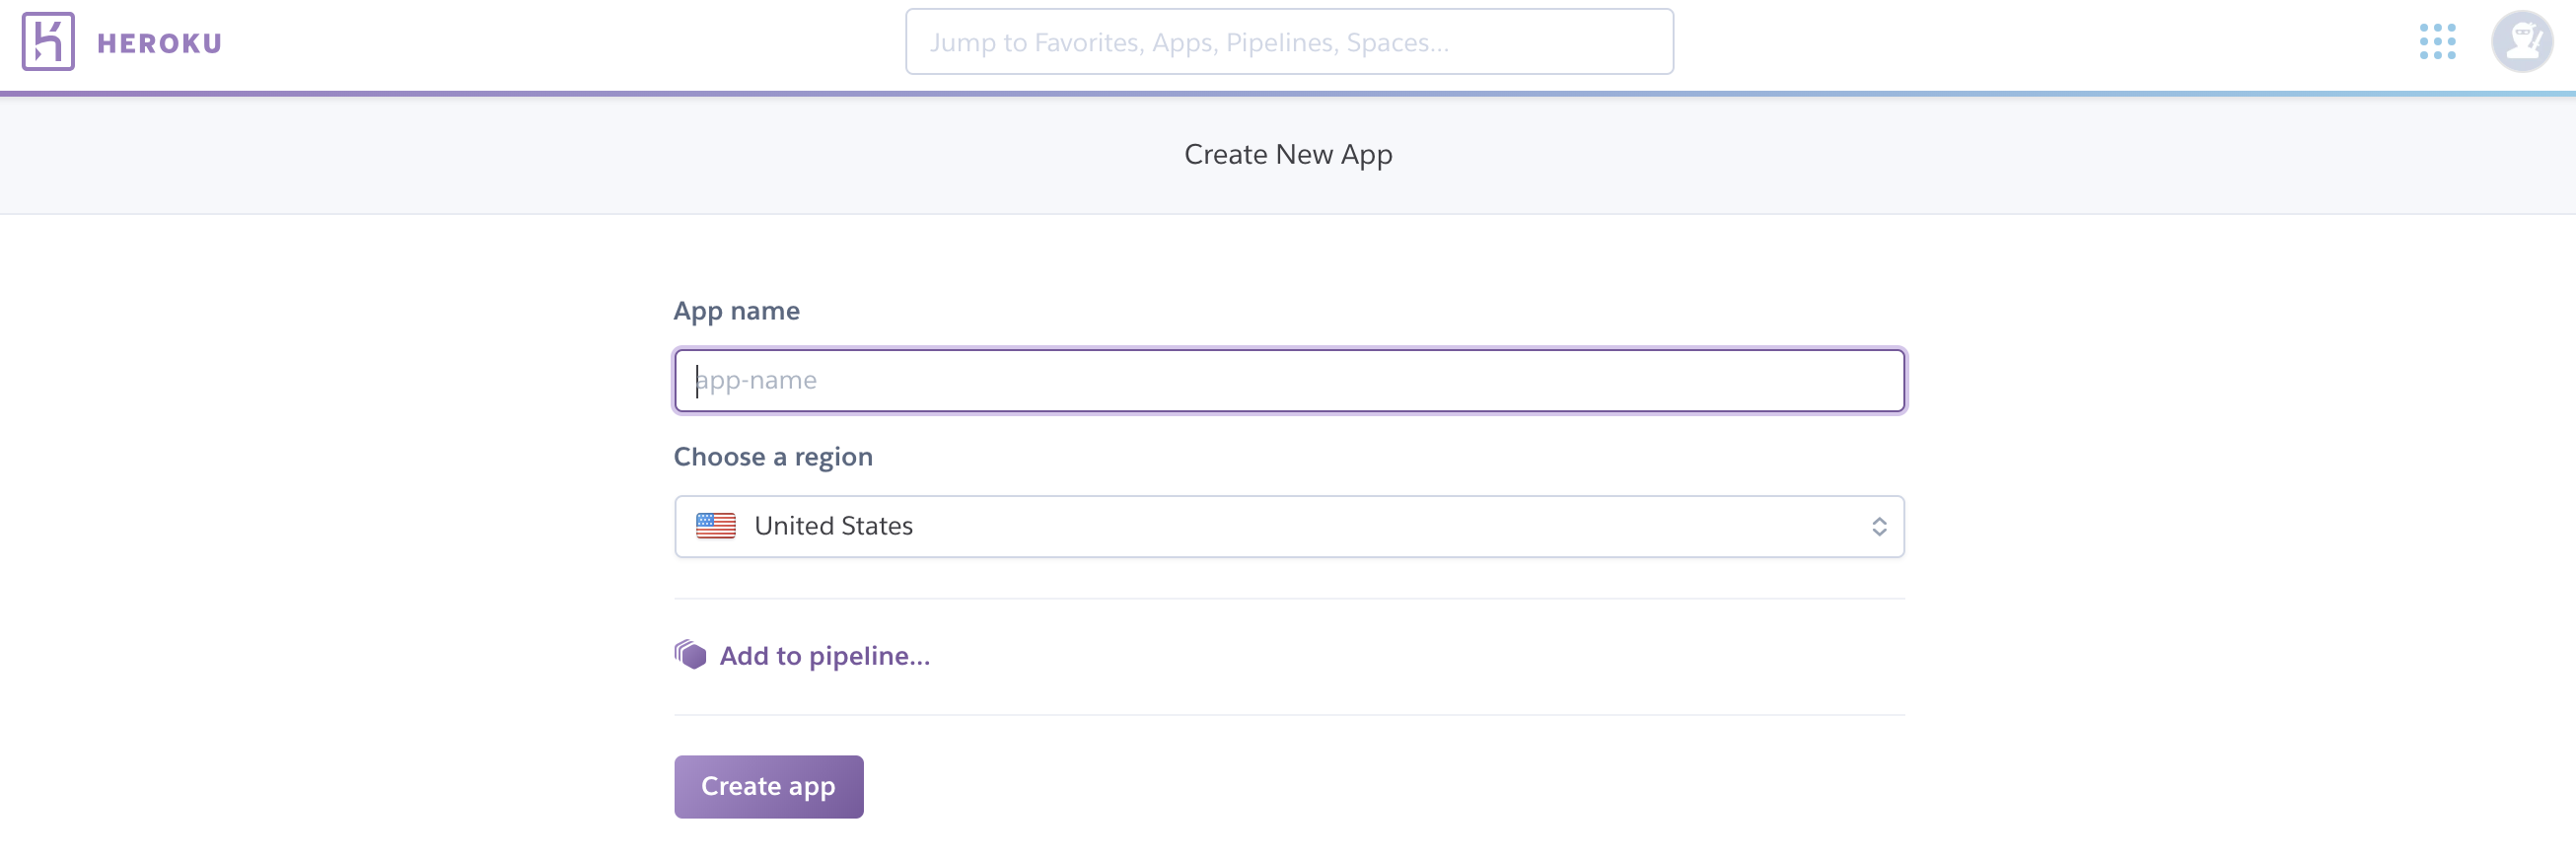 HEROKU
Jump to Favorites, Apps, Pipelines, Spaces...
Create New App
App name
app-name
Choose a region
United States
Add to pipeline...
Create app